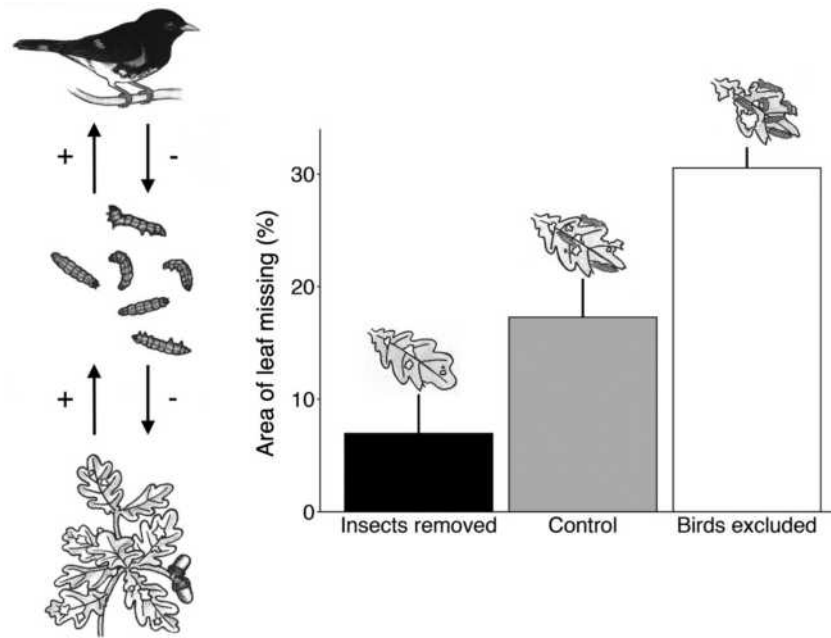 +
-
+
-
Area of leaf missing (%)
30
20
10
0
Insects removed
Control
Birds excluded